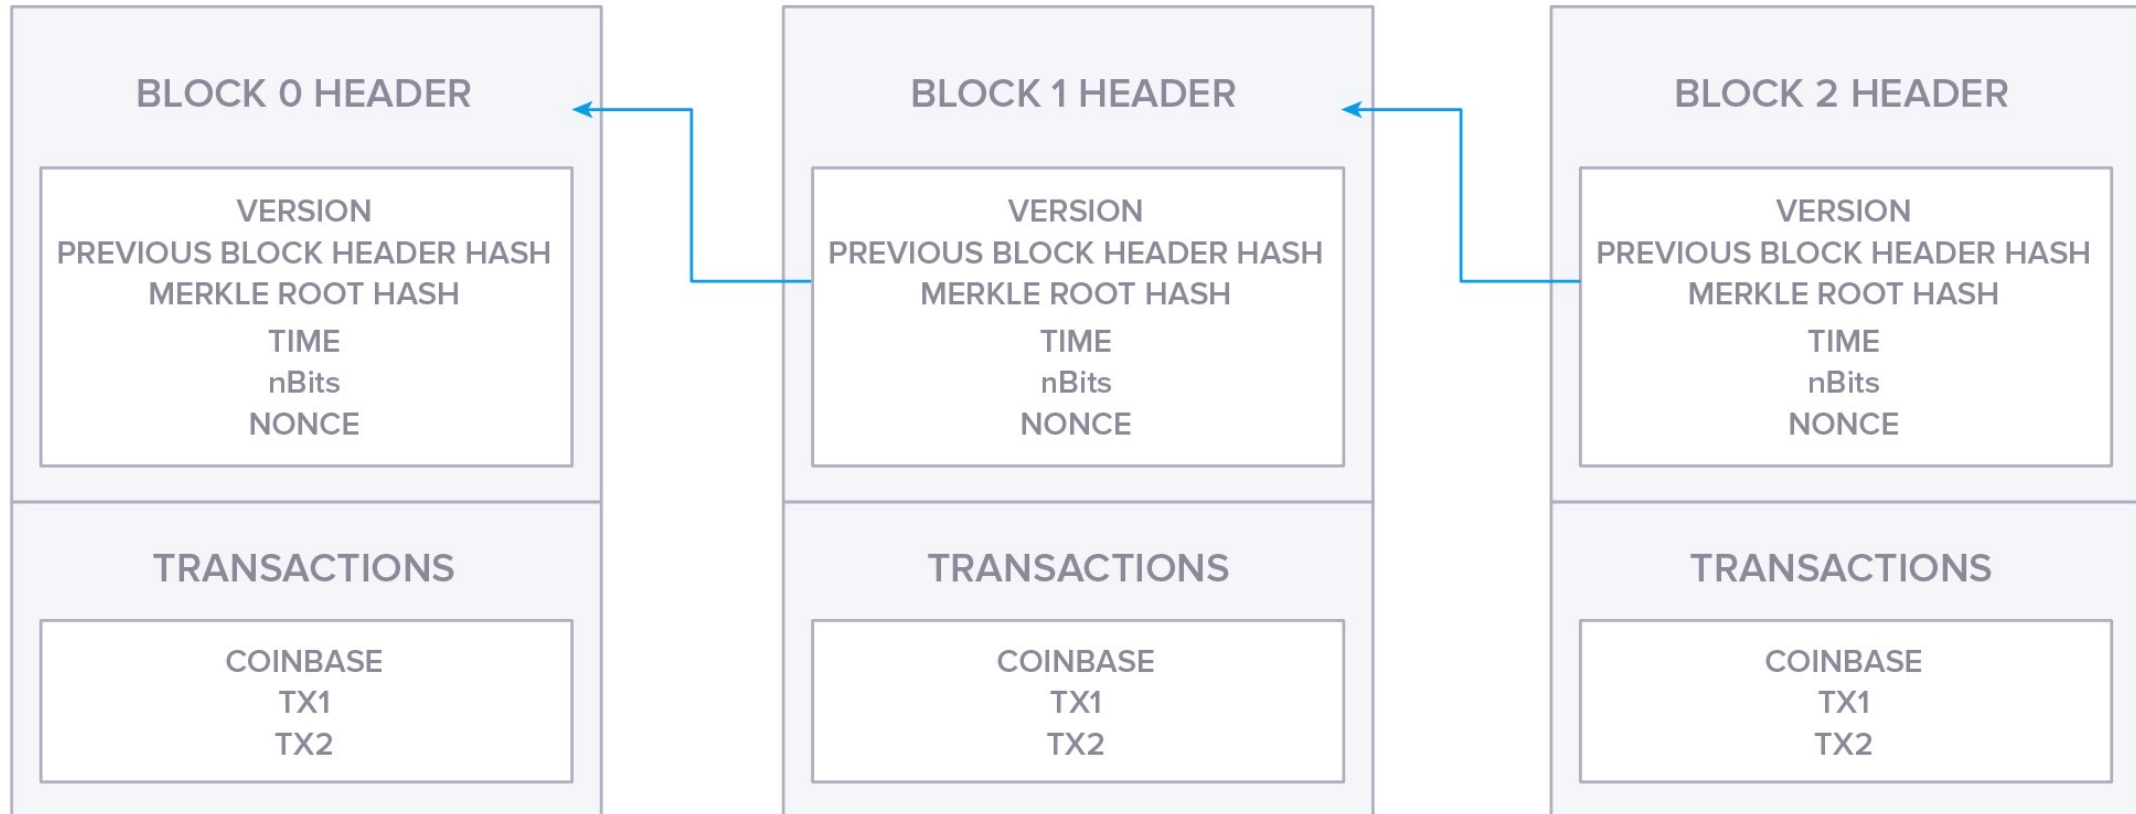 BLOCK 0 HEADER
VERSION
PREVIOUS BLOCK HEADER HASH
MERKLE ROOT HASH
TIME
nBits
NONCE
TRANSACTIONS
COINBASE
TX1
TX2
BLOCK 1 HEADER
VERSION
PREVIOUS BLOCK HEADER HASH
MERKLE ROOT HASH
TIME
nBits
NONCE
TRANSACTIONS
COINBASE
TX1
TX2
BLOCK 2 HEADER
VERSION
PREVIOUS BLOCK HEADER HASH
MERKLE ROOT HASH
TIME
nBits
NONCE
TRANSACTIONS
COINBASE
TX1
TX2